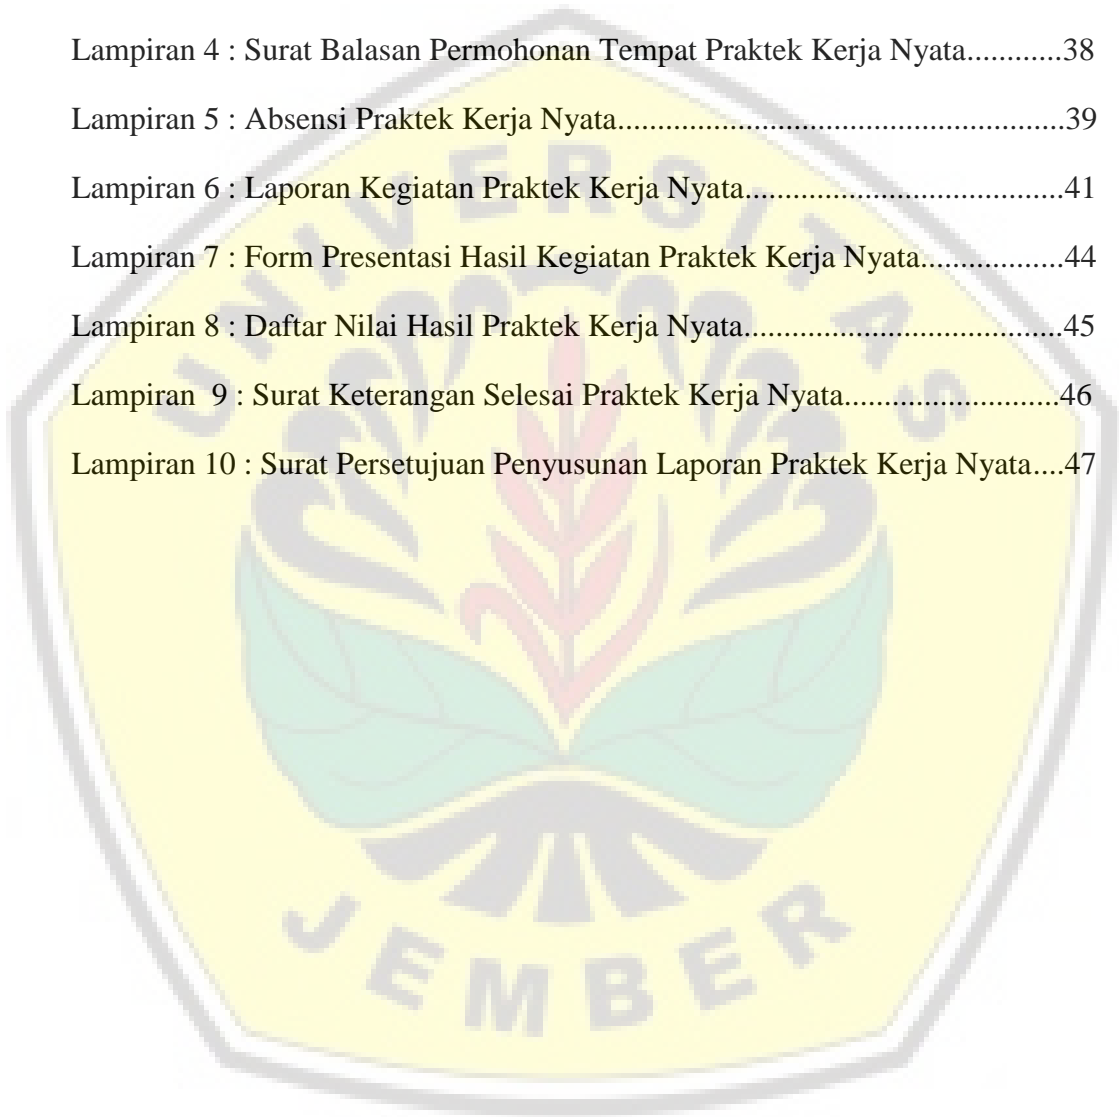 Lampiran 4 : Surat Balasan Permohonan Tempat Praktek Kerja Nyata............38
Lampiran 5 : Absensi Praktek Kerja Nyata........................................................39
Lampiran 6 : Laporan Kegiatan Praktek Kerja Nyata........................................41
Lampiran 7 : Form Presentasi Hasil Kegiatan Praktek Kerja Nyata..................44
Lampiran 8 : Daftar Nilai Hasil Praktek Kerja Nyata........................................45
Lampiran  9 : Surat Keterangan Selesai Praktek Kerja Nyata...........................46
Lampiran 10 : Surat Persetujuan Penyusunan Laporan Praktek Kerja Nyata....47
UNIVERSITAS
JEMBER